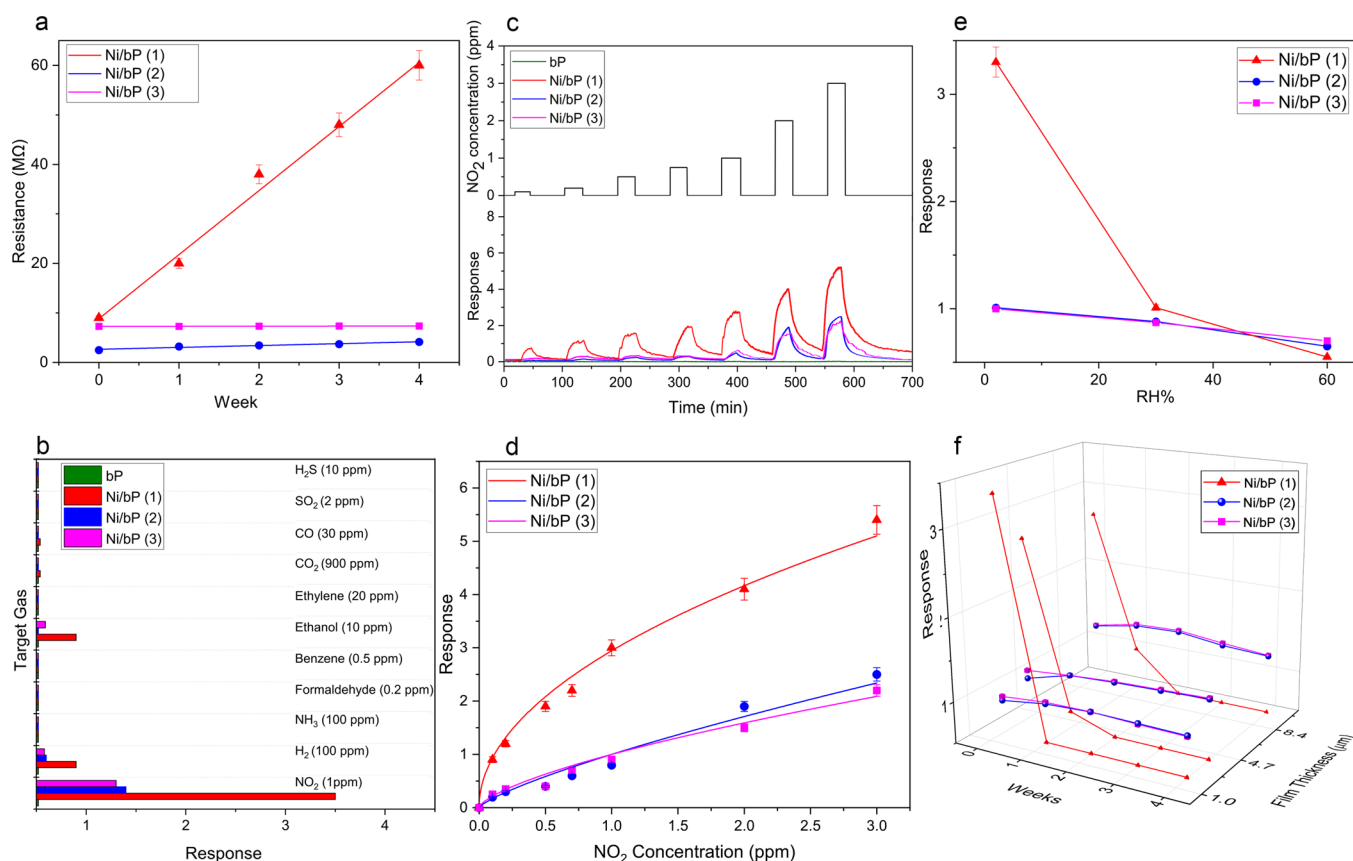 a
Ni/bP (1)
Ni/bP (2)
Ni/bP (3)
60
40
20
0
Resistance (MΩ)
0 1 2 3 4
Week
c
bP
Ni/bP (1)
Ni/bP (2)
Ni/bP (3)
4
3
2
1
0
NO₂ concentration (ppm)
8
6
4
2
0
Response
0 100 200 300 400 500 600 700
Time (min)
e
Ni/bP (1)
Ni/bP (2)
Ni/bP (3)
3
2
1
Response
0 20 40 60
RH%
b
bP
Ni/bP (1)
Ni/bP (2)
Ni/bP (3)
Target Gas
H₂S (10 ppm)
SO₂ (2 ppm)
CO (30 ppm)
CO₂ (900 ppm)
Ethylene (20 ppm)
Ethanol (10 ppm)
Benzene (0.5 ppm)
Formaldehyde (0.2 ppm)
NH₃ (100 ppm)
H₂ (100 ppm)
NO₂ (1ppm)
1 2 3 4
Response
d
Ni/bP (1)
Ni/bP (2)
Ni/bP (3)
6
5
4
3
2
1
0
Response
0.0 0.5 1.0 1.5 2.0 2.5 3.0
NO₂ Concentration (ppm)
f
Ni/bP (1)
Ni/bP (2)
Ni/bP (3)
3
2
1
Response
0 1 2 3 4
Weeks
1.0 4.7 8.4
Film Thickness (μm)